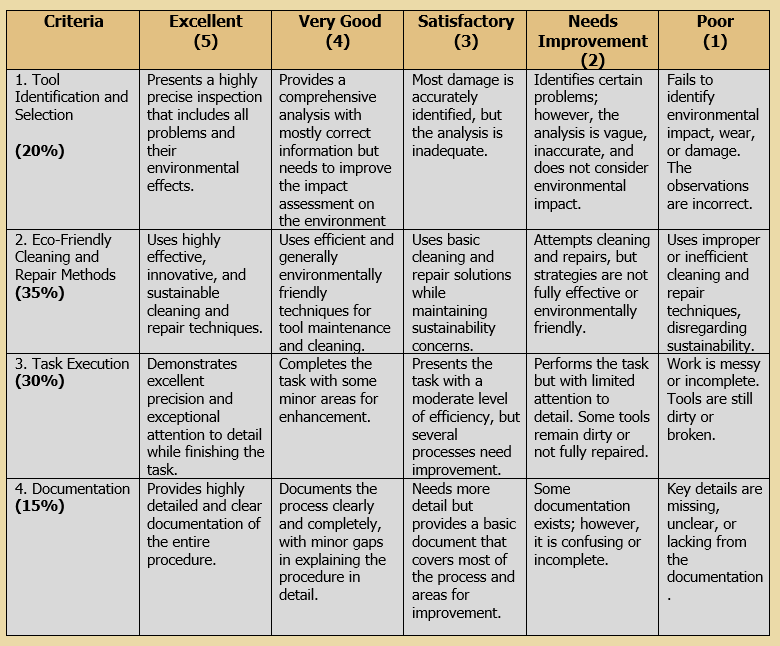 Criteria
Excellent
(5)
Very Good
(4)
Satisfactory
(3)
Needs
Improvement
(2)
Poor
(1)
1. Tool
Identification and
Selection
(20%)
Presents a highly
precise inspection
that includes all
problems and
their
environmental
effects.
Provides a
comprehensive
analysis with
mostly correct
information but
needs to improve
the impact
assessment on
the environment
Most damage is
accurately
identified, but
the analysis is
inadequate.
Identifies certain
problems;
however, the
analysis is vague,
inaccurate, and
does not consider
environmental
impact.
Fails to
identify
environmental
impact, wear,
or damage.
The
observations
are incorrect.
2. Eco-Friendly
Cleaning and
Repair Methods
(35%)
Uses highly
effective,
innovative, and
sustainable
cleaning and
repair techniques.
Uses efficient and
generally
environmentally
friendly
techniques for
tool maintenance
and cleaning.
Uses basic
cleaning and
repair solutions
while
maintaining
sustainability
concerns.
Attempts cleaning
and repairs, but
strategies are not
fully effective or
environmentally
friendly.
Uses improper
or inefficient
cleaning and
repair
techniques,
disregarding
sustainability.
3. Task Execution
(30%)
Demonstrates
excellent
precision and
exceptional
attention to detail
while finishing the
task.
Completes the
task with some
minor areas for
enhancement.
Presents the
task with a
moderate level
of efficiency, but
several
processes need
improvement.
Performs the task
but with limited
attention to
detail. Some tools
remain dirty or
not fully repaired.
Work is messy
or incomplete.
Tools are still
dirty or
broken.
4. Documentation
(15%)
Provides highly
detailed and clear
documentation of
the entire
procedure.
Documents the
process clearly
and completely,
with minor gaps
in explaining the
procedure in
detail.
Needs more
detail but
provides a basic
document that
covers most of
the process and
areas for
improvement.
Some
documentation
exists; however,
it is confusing or
incomplete.
Key details are
missing,
unclear, or
lacking from
the
documentation
.